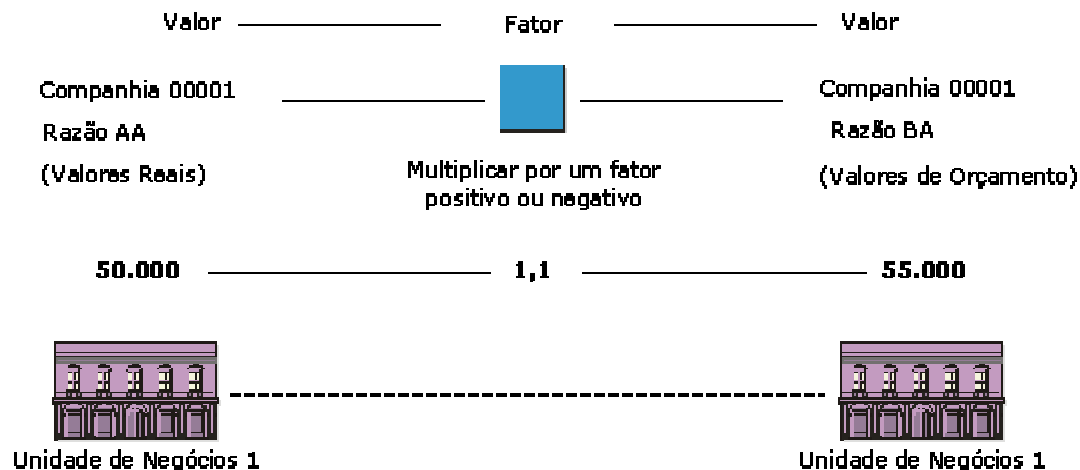 Valor Fator Valor
Companhia 00001 Companhia 00001
Razão AA Razão BA
(Valores Reais) Multiplicar por um fator (Valores de Orçamento)
positivo ou negativo
50.000 1,1 55.000
Unidade de Negócios 1 Unidade de Negócios 1